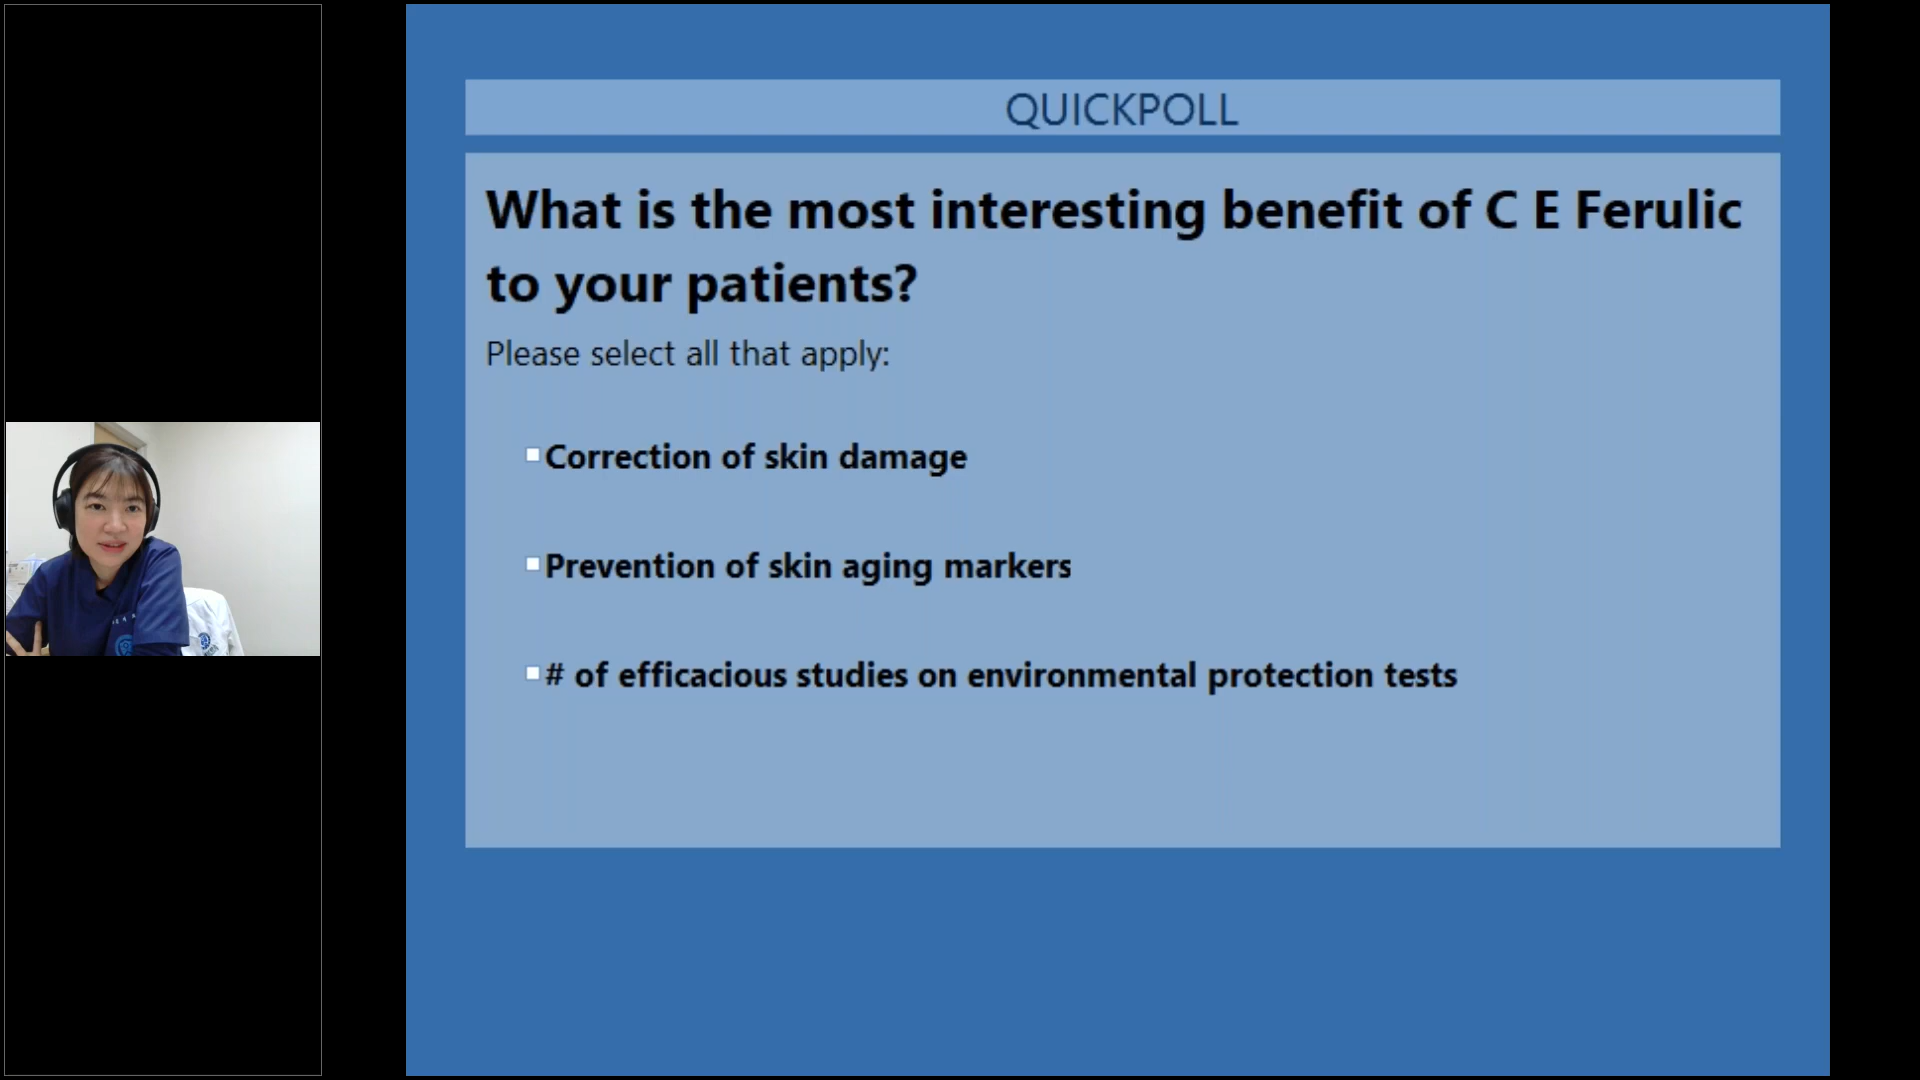 QUICKPOLL
What is the most interesting benefit of C E Ferulic
to your patients?
Please select all that apply:
Correction of skin damage
Prevention of skin aging markers
# of efficacious studies on environmental protection tests